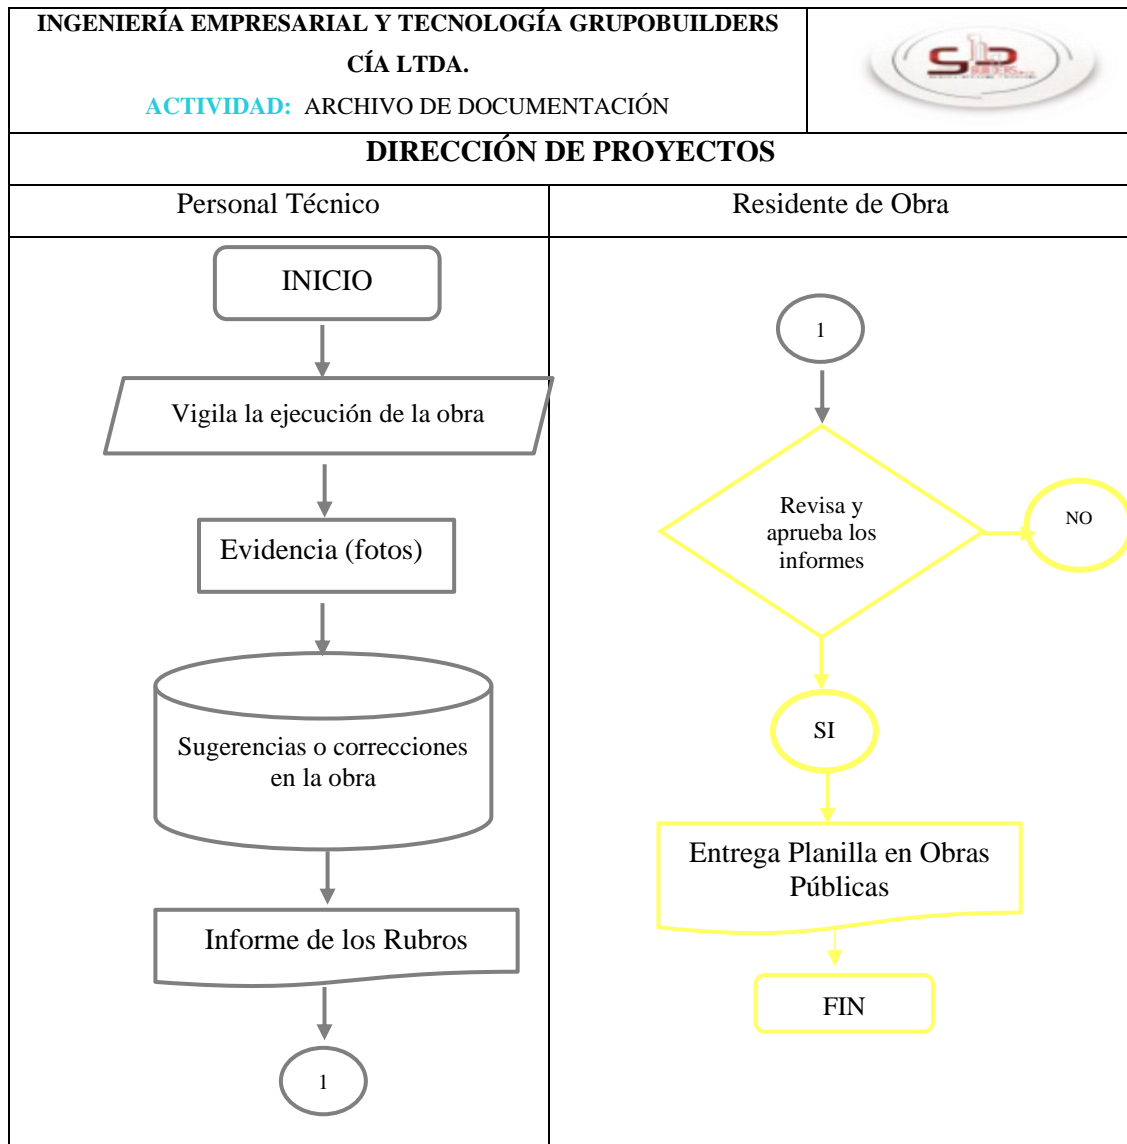 INGENIERÍA EMPRESARIAL Y TECNOLOGÍA GRUPOBUILDERS
CÍA LTDA.
ACTIVIDAD: ARCHIVO DE DOCUMENTACIÓN
DIRECCIÓN DE PROYECTOS
Personal Técnico
INICIO
Vigila la ejecución de la obra
Evidencia (fotos)
Sugerencias o correcciones
en la obra
Informe de los Rubros
1
Residente de Obra
1
Revisa y
aprueba los
informes
NO
SI
Entrega Planilla en Obras
Públicas
FIN